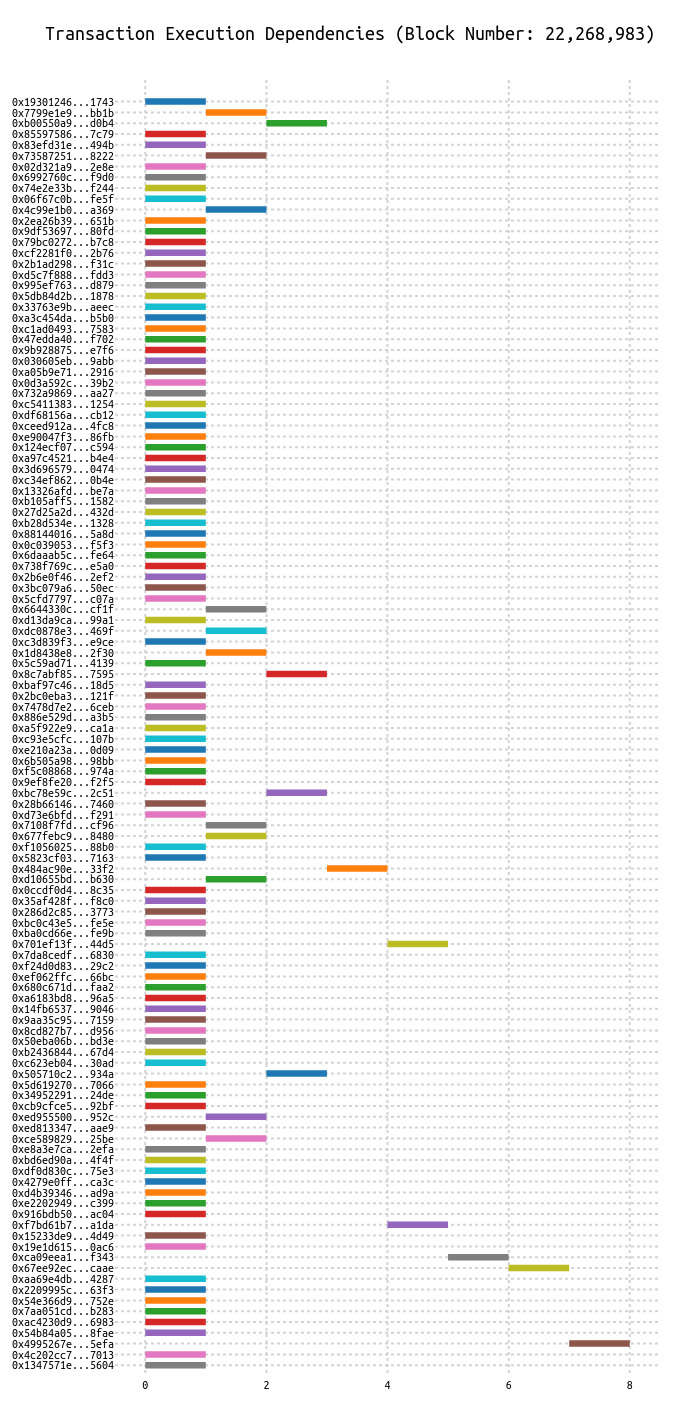 Transaction Execution Dependencies (Block Number: 22,268,983)
0x19301246...1743
0x7799e1e9...bb1b
0xb00550a9...d0b4
0x85597586...7c79
0x83efd31e...494b
0x73587251...8222
0x02d321a9...2e8e
0x6992760c...f9d0
0x74e2e33b...f244
0x06f67c0b...fe5f
0x4c99e1b0...a369
0x2ea26b39...651b
0x9df53697...80fd
0x79bc0272...b7c8
0xcf2281f0...2b76
0x2b1ad298...f31c
0xd5c7f888...fdd3
0x995ef763...d879
0x5db84d2b...1878
0x33763e9b...aeec
0xa3c454da...b5b0
0xc1ad0493...7583
0x47edda40...f702
0x9b928875...e7f6
0x030605eb...9abb
0xa05b9e71...2916
0x0d3a592c...39b2
0x732a9869...aa27
0xc5411383...1254
0xdf68156a...cb12
0xceed912a...4fc8
0xe90047f3...86fb
0x124ecf07...c594
0xa97c4521...b4e4
0x3d696579...0474
0xc34ef862...0b4e
0x13326afd...be7a
0xb105aff5...1582
0x27d25a2d...432d
0xb28d534e...1328
0x88144016...5a8d
0x0c039053...f5f3
0x6daaab5c...fe64
0x738f769c...e5a0
0x2b6e0f46...2ef2
0x3bc079a6...50ec
0x5cfd7797...c07a
0x6644330c...cf1f
0xd13da9ca...99a1
0xdc0878e3...469f
0xc3d839f3...e9ce
0x1d8438e8...2f30
0x5c59ad71...4139
0x8c7abf85...7595
0xbaf97c46...18d5
0x2bc0eba3...121f
0x7478d7e2...6ceb
0x886e529d...a3b5
0xa5f922e9...ca1a
0xc93e5cfc...107b
0xe210a23a...0d09
0x6b505a98...98bb
0xf5c08868...974a
0x9ef8fe20...f2f5
0xbc78e59c...2c51
0x28b66146...7460
0xd73e6bfd...f291
0x7108f7fd...cf96
0x677febc9...8480
0xf1056025...88b0
0x5823cf03...7163
0x484ac90e...33f2
0xd10655bd...b630
0x0ccdf0d4...8c35
0x35af428f...f8c0
0x286d2c85...3773
0xbc0c43e5...fe5e
0xba0cd66e...fe9b
0x701ef13f...44d5
0x7da8cedf...6830
0xf24d0d83...29c2
0xef062ffc...66bc
0x680c671d...faa2
0xa6183bd8...96a5
0x14fb6537...9046
0x9aa35c95...7159
0x8cd827b7...d956
0x50eba06b...bd3e
0xb2436844...67d4
0xc623eb04...30ad
0x505710c2...934a
0x5d619270...7066
0x34952291...24de
0xcb9cfce5...92bf
0xed955500...952c
0xed813347...aae9
0xce589829...25be
0xe8a3e7ca...2efa
0xbd6ed90a...4f4f
0xdf0d830c...75e3
0x4279e0ff...ca3c
0xd4b39346...ad9a
0xe2202949...c399
0x916bdb50...ac04
0xf7bd61b7...a1da
0x15233de9...4d49
0x19e1d615...0ac6
0xca09eea1...f343
0x67ee92ec...caae
0xaa69e4db...4287
0x2209995c...63f3
0x54e366d9...752e
0x7aa051cd...b283
0xac4230d9...6983
0x54b84a05...8fae
0x4995267e...5efa
0x4c202cc7...7013
0x1347571e...5604
0 2 4 6 8